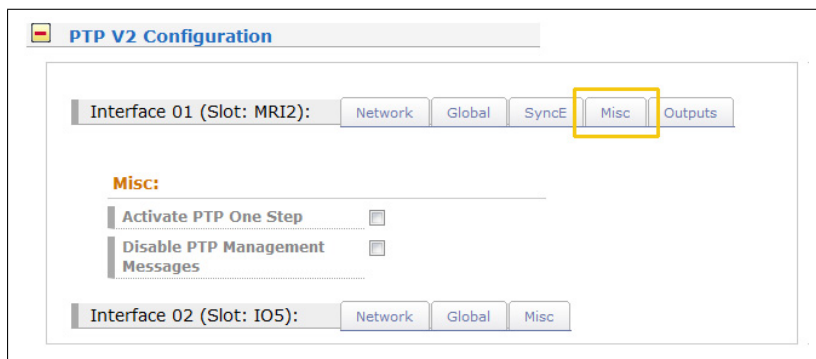 PTP V2 Configuration
Interface 01 (Slot: MRI2): Network Global SyncE Misc Outputs
Misc:
Activate PTP One Step
Disable PTP Management
Messages
Interface 02 (Slot: IO5): Network Global Misc